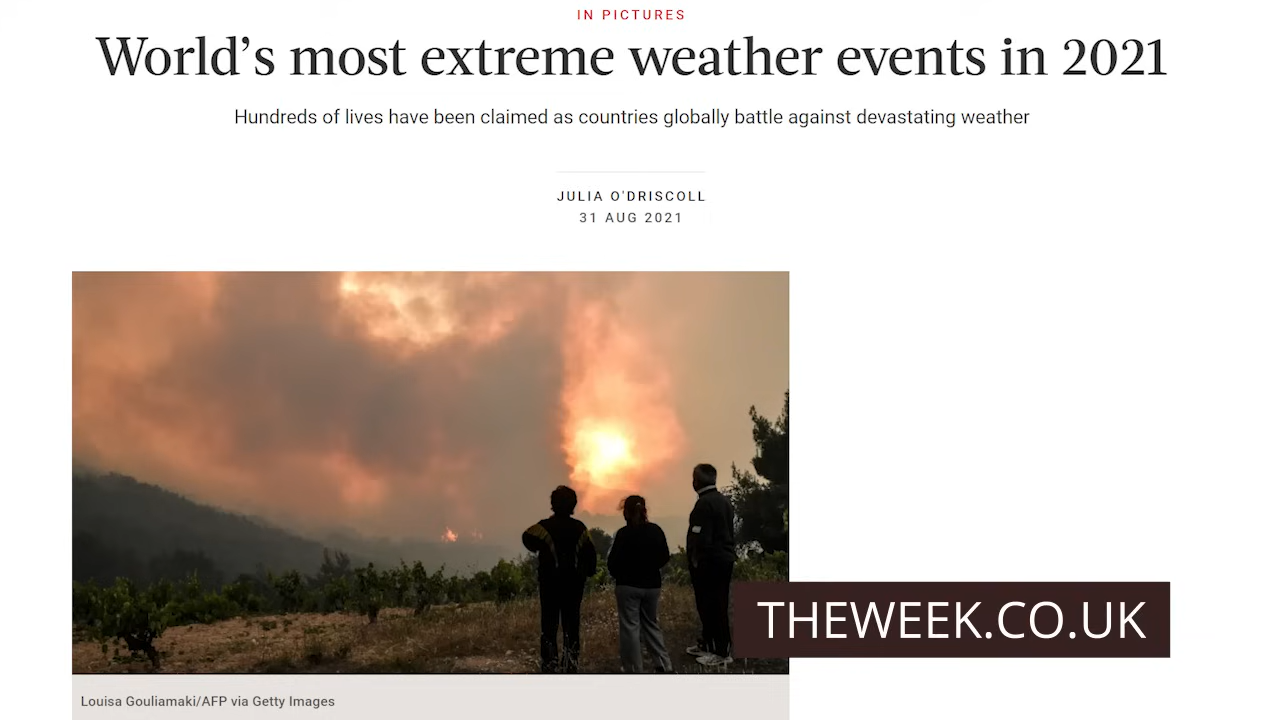 IN PICTURES
World’s most extreme weather events in 2021
Hundreds of lives have been claimed as countries globally battle against devastating weather
JULIA O'DRISCOLL
31 AUG 2021
THEWEEK.CO.UK
Louisa Gouliamaki/AFP via Getty Images